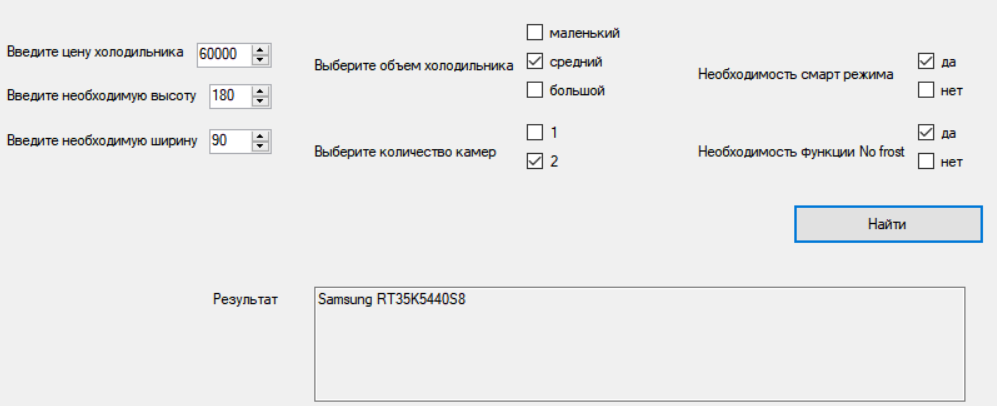 Введите цену холодильника 60000
Введите необходимую высоту 180
Введите необходимую ширину 90
Выберите объем холодильника
маленький
средний
большой
Выберите количество камер
1
2
Необходимость смарт режима
да
нет
Необходимость функции No frost
да
нет
Найти
Результат
Samsung RT35K5440S8